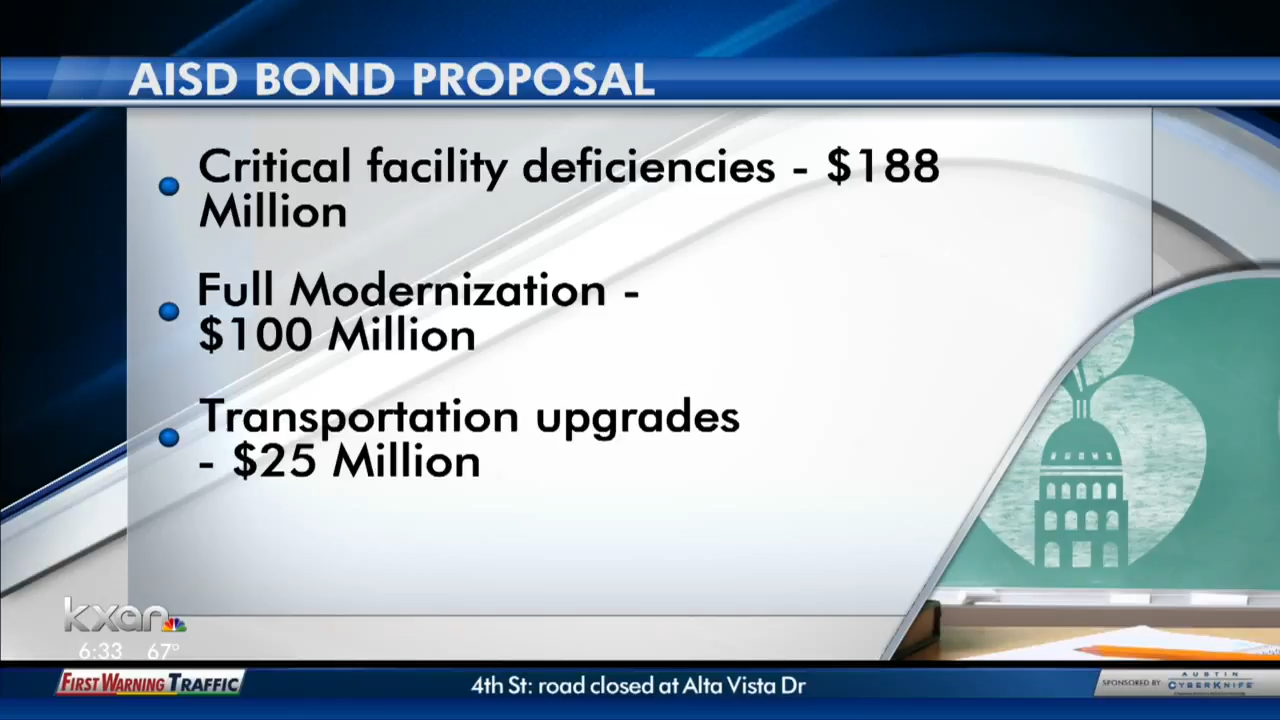 AISD BOND PROPOSAL
Critical facility deficiencies - $188
Million
Full Modernization -
$100 Million
Transportation upgrades
- $25 Million
kxan
6:33 67°
FIRST WARNING TRAFFIC
4th St: road closed at Alta Vista Dr
SPONSORED BY
AUSTIN
CYBERKNIFE